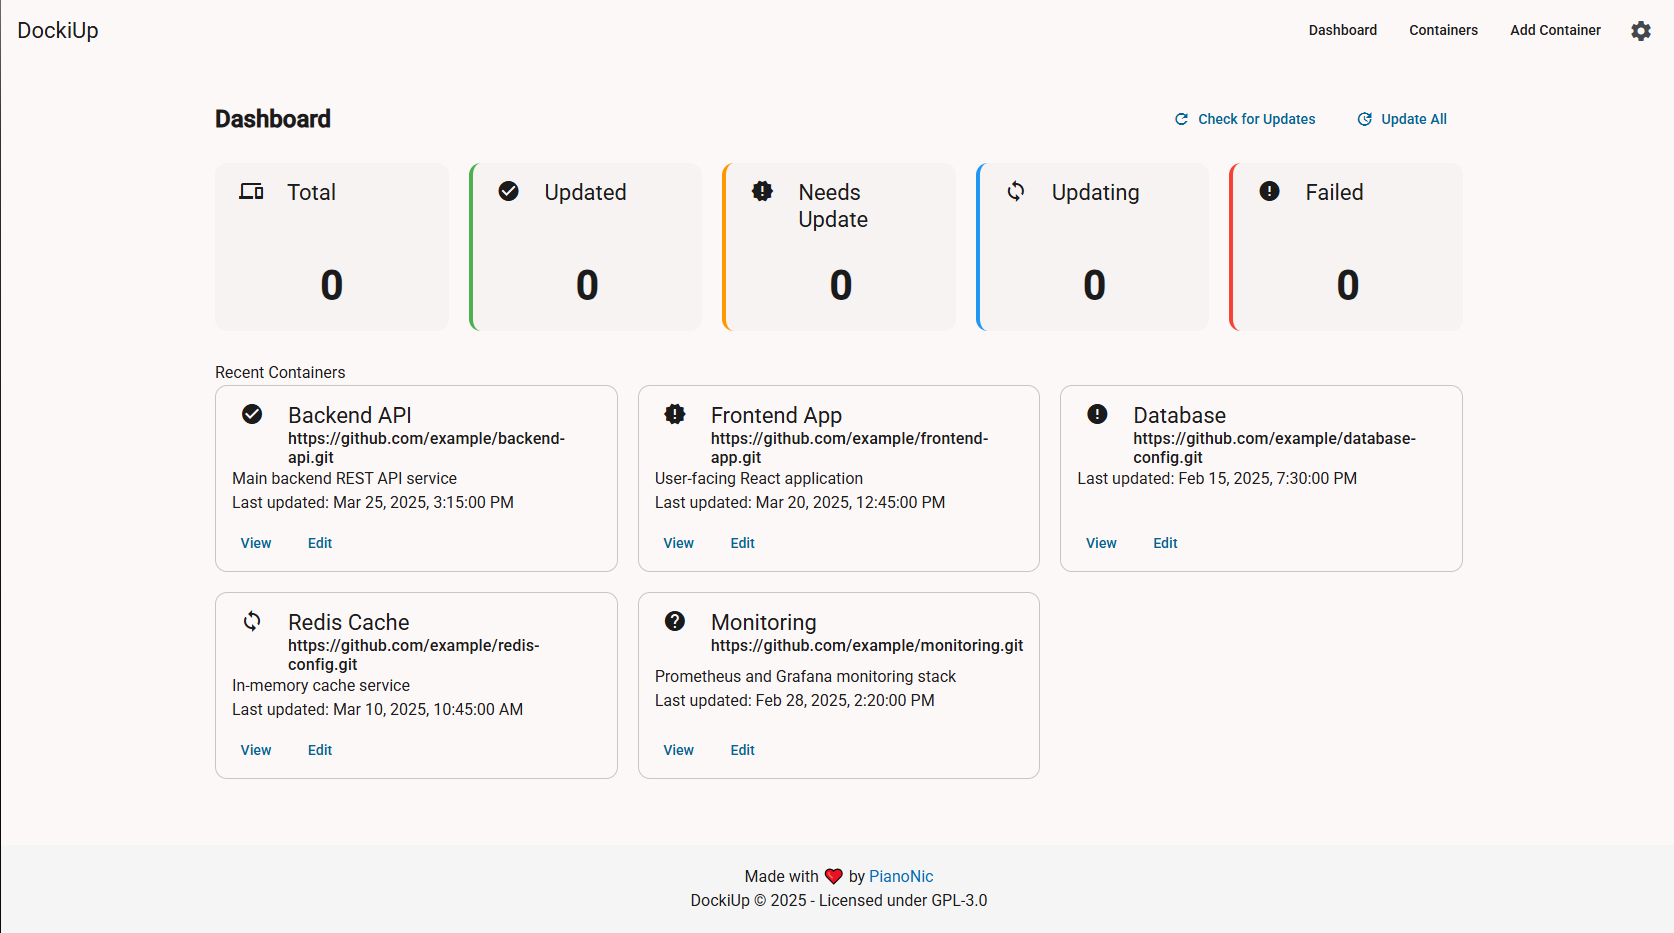 DockiUp
Dashboard
Containers
Add Container
Dashboard
Check for Updates
Update All
Total
0
Updated
0
Needs
Update
0
Updating
0
Failed
0
Recent Containers
Backend API
https://github.com/example/backend-
api.git
Main backend REST API service
Last updated: Mar 25, 2025, 3:15:00 PM
View
Edit
Frontend App
https://github.com/example/frontend-
app.git
User-facing React application
Last updated: Mar 20, 2025, 12:45:00 PM
View
Edit
Database
https://github.com/example/database-
config.git
Last updated: Feb 15, 2025, 7:30:00 PM
View
Edit
Redis Cache
https://github.com/example/redis-
config.git
In-memory cache service
Last updated: Mar 10, 2025, 10:45:00 AM
View
Edit
Monitoring
https://github.com/example/monitoring.git
Prometheus and Grafana monitoring stack
Last updated: Feb 28, 2025, 2:20:00 PM
View
Edit
Made with ❤️ by PianoNic
DockiUp © 2025 - Licensed under GPL-3.0